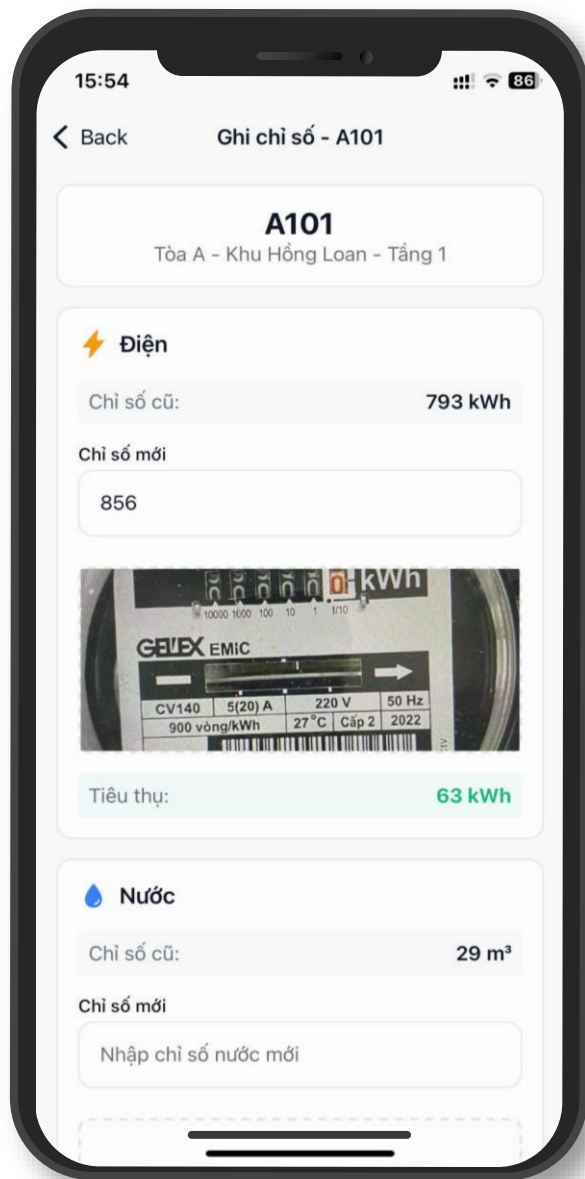 15:54
86
Back
Ghi chỉ số - A101
A101
Tòa A - Khu Hồng Loan - Tầng 1
Điện
Chỉ số cũ: 793 kWh
Chỉ số mới
856
kWh
10000 1000 100 10 1 1/10
GELEX EMiC
CV140 5(20) A 220 V 50 Hz
900 vòng/kWh 27°C Cấp 2 2022
Tiêu thụ: 63 kWh
Nước
Chỉ số cũ: 29 m³
Chỉ số mới
Nhập chỉ số nước mới